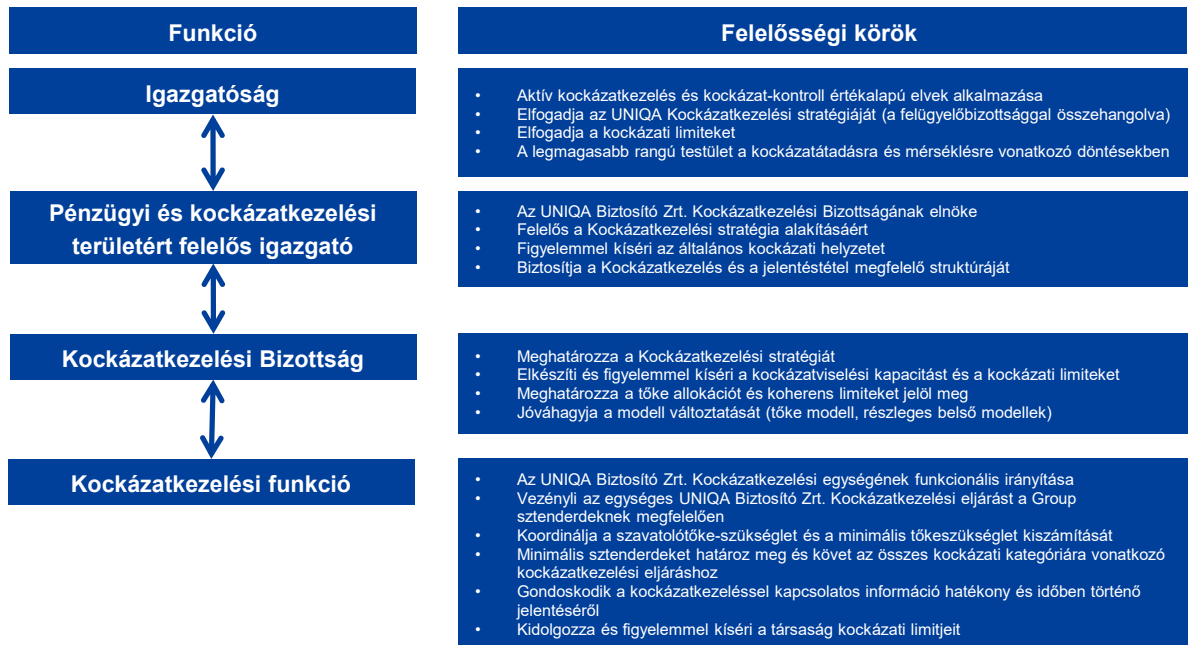 Funkció
Felelősségi körök
Igazgatóság
• Aktív kockázatkezelés és kockázat-kontroll értékalapú elvek alkalmazása
• Elfogadja az UNIQA Kockázatkezelési stratégiáját (a felügyelőbizottsággal összehangolva)
• Elfogadja a kockázati limiteket
• A legmagasabb rangú testület a kockázatátadásra és mérséklésre vonatkozó döntésekben
Pénzügyi és kockázatkezelési
területért felelős igazgató
• Az UNIQA Biztosító Zrt. Kockázatkezelési Bizottságának elnöke
• Felelős a Kockázatkezelési stratégia alakításáért
• Figyelemmel kíséri az általános kockázati helyzetet
• Biztosítja a Kockázatkezelés és a jelentéstétel megfelelő struktúráját
Kockázatkezelési Bizottság
• Meghatározza a Kockázatkezelési stratégiát
• Elkészíti és figyelemmel kíséri a kockázatviselési kapacitást és a kockázati limiteket
• Meghatározza a tőke allokációt és koherens limiteket jelöl meg
• Jóváhagyja a modell változtatását (tőke modell, részleges belső modellek)
Kockázatkezelési funkció
• Az UNIQA Biztosító Zrt. Kockázatkezelési egységének funkcionális irányítása
• Vezényli az egységes UNIQA Biztosító Zrt. Kockázatkezelési eljárást a Group
sztenderdeknek megfelelően
• Koordinálja a szavatolótőke-szükséglet és a minimális tőkeszükséglet kiszámítását
• Minimális sztenderdeket határoz meg és követ az összes kockázati kategóriára vonatkozó
kockázatkezelési eljáráshoz
• Gondoskodik a kockázatkezeléssel kapcsolatos információ hatékony és időben történő
jelentéséről
• Kidolgozza és figyelemmel kíséri a társaság kockázati limitjeit